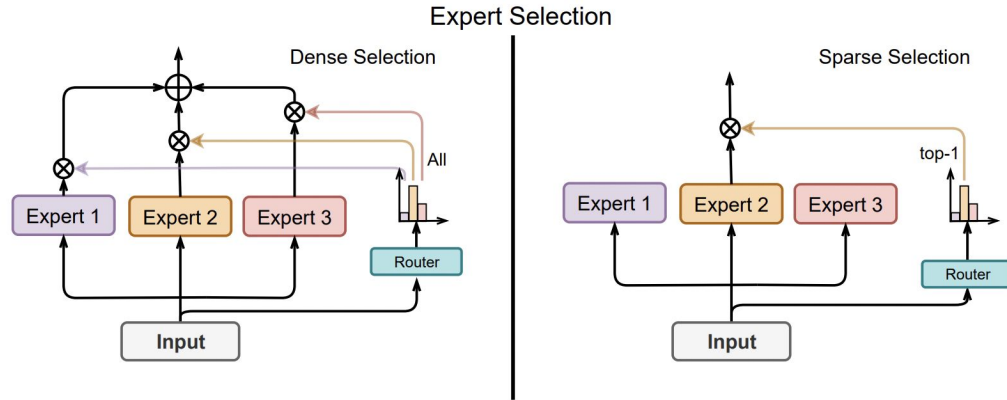 Expert Selection
Dense Selection
All
Expert 1
Expert 2
Expert 3
Router
Input
Sparse Selection
top-1
Expert 1
Expert 2
Expert 3
Router
Input